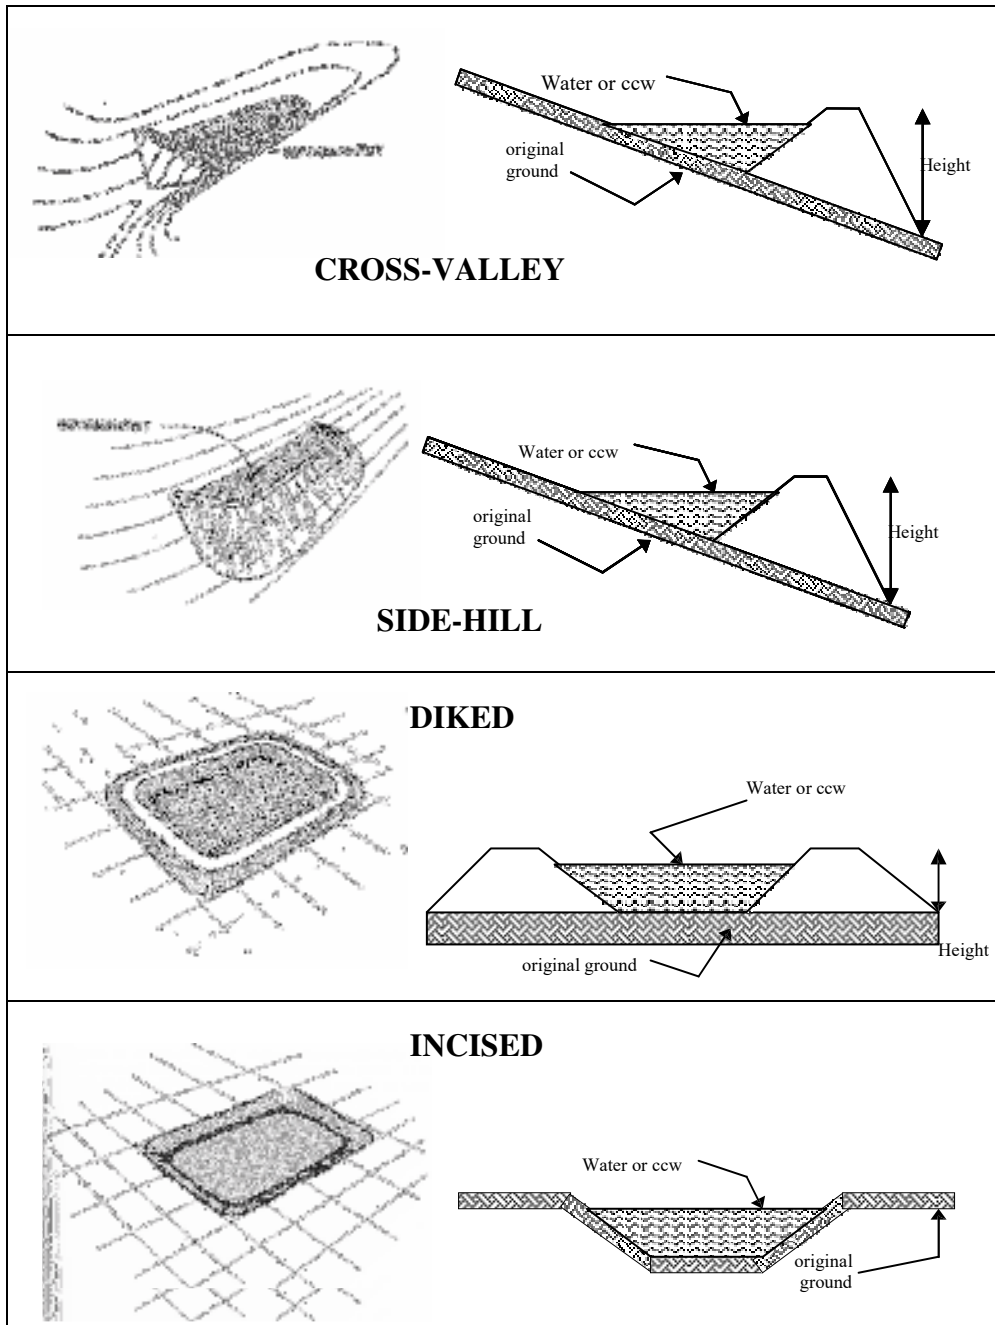 Water or ccw
original
ground
Height
CROSS-VALLEY
Water or ccw
original
ground
Height
SIDE-HILL
DIKED
Water or ccw
Height
original ground
INCISED
Water or ccw
original
ground